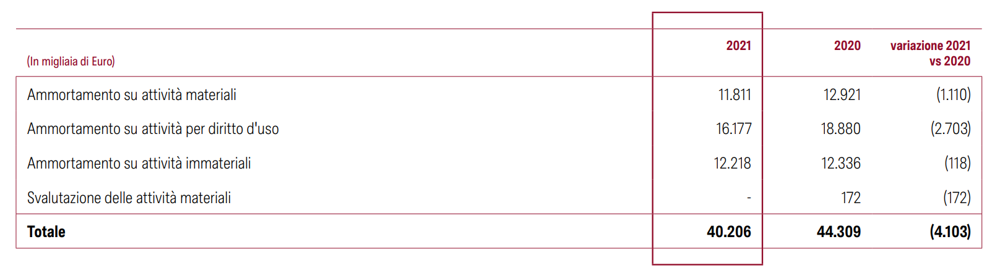 2021 2020 variazione 2021
(In migliaia di Euro) vs 2020
Ammortamento su attività materiali 11.811 12.921 (1.110)
Ammortamento su attività per diritto d'uso 16.177 18.880 (2.703)
Ammortamento su attività immateriali 12.218 12.336 (118)
Svalutazione delle attività materiali - 172 (172)
Totale 40.206 44.309 (4.103)